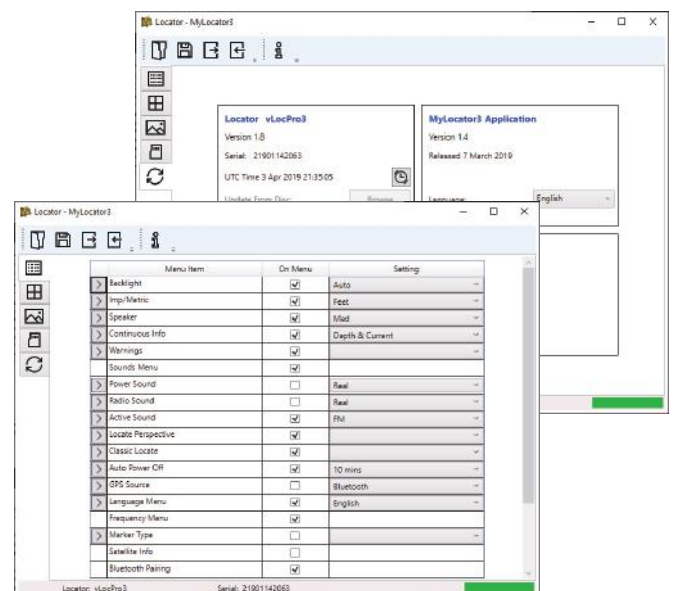 Locator - MyLocator3
Locator vLocPro3
Version 1.8
Serial: 21901142063
UTC Time 3 Apr 2019 21:35:05
Update From Disc:
Browse
MyLocator3 Application
Version 1.4
Released 7 March 2019
Language:
English
Locator - MyLocator3
Menu Item On Menu Setting
Backlight Auto
Imp/Metric Feet
Speaker Med
Continuous Info Depth & Current
Warnings
Sounds Menu
Power Sound Real
Radio Sound Real
Active Sound FM
Locate Perspective
Classic Locate
Auto Power Off 10 mins
GPS Source Bluetooth
Language Menu English
Frequency Menu
Marker Type
Satellite Info
Bluetooth Pairing
Locator: vLocPro3 Serial: 21901142063